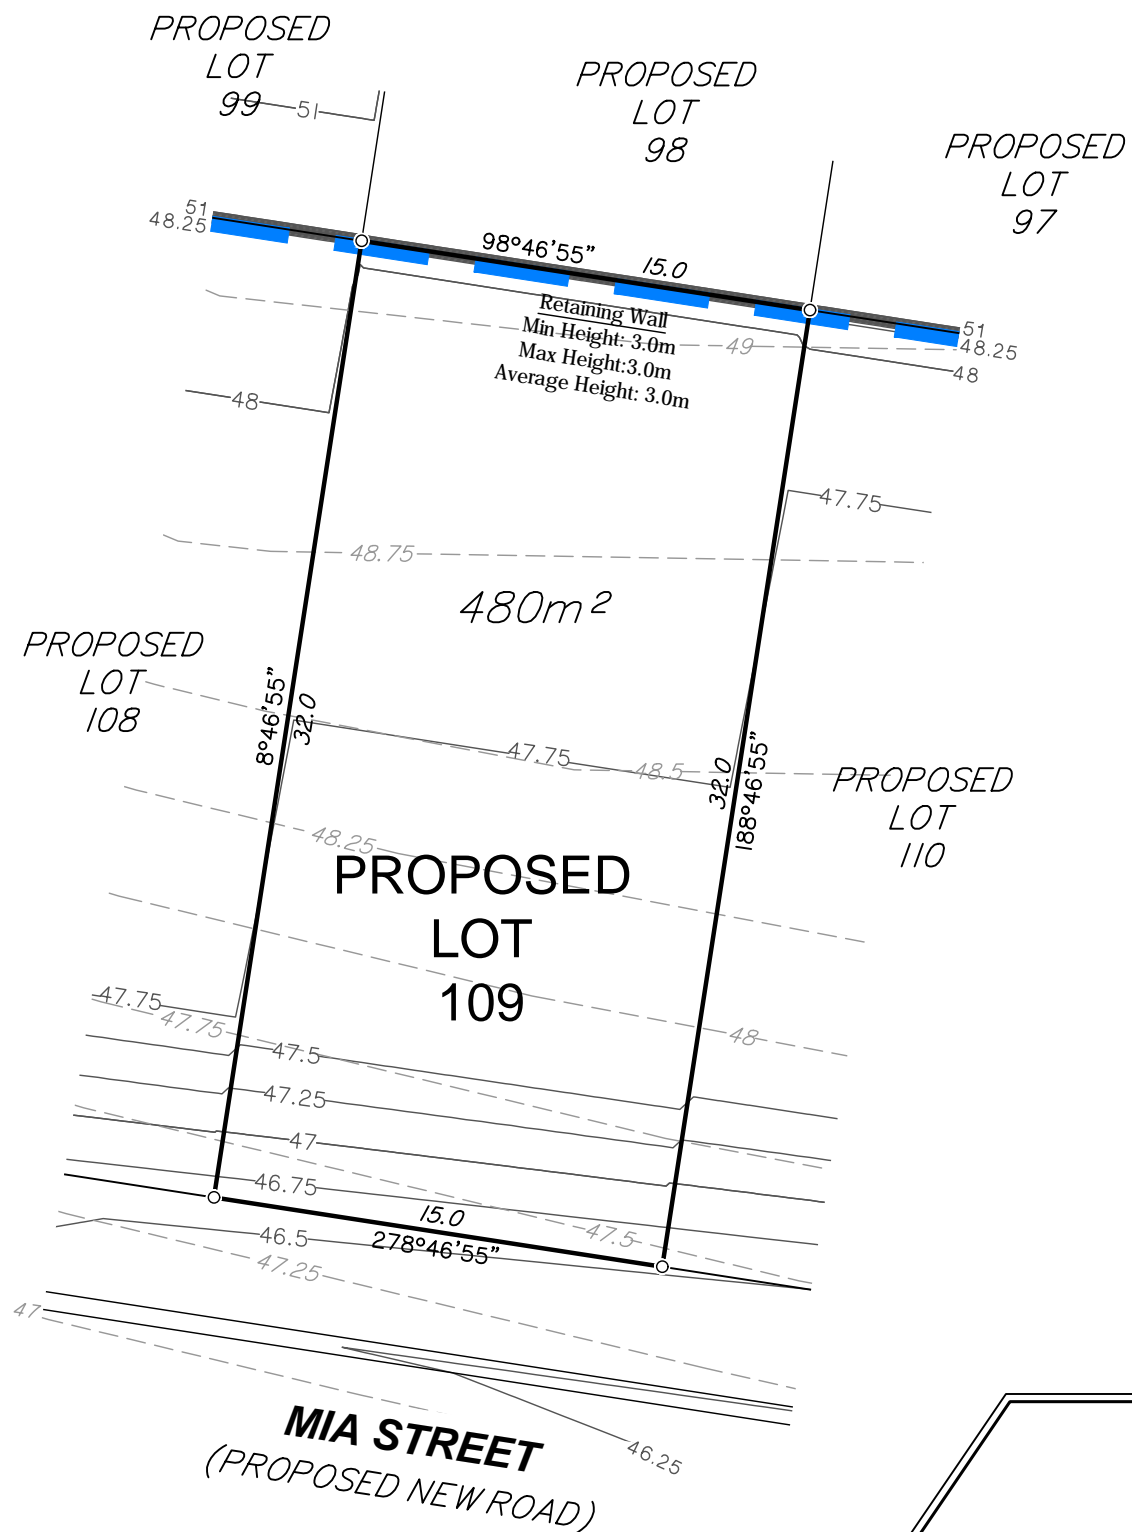 PROPOSED
LOT
99
51
PROPOSED
LOT
98
PROPOSED
LOT
97
51
48.25
98°46'55”
15.0
Retaining Wall
Min Height: 3.0m
Max Height:3.0m
Average Height: 3.0m
49
51
48.25
48
48
47.75
48.75
480m²
PROPOSED
LOT
108
8°46'55”
32.0
47.75
48.5
32.0
188°46'55”
PROPOSED
LOT
110
48.25
PROPOSED
LOT
109
47.75
47.75
48
47.5
47.25
47
46.75
15.0
278°46'55”
46.5
47.5
47.25
47
MIA STREET
(PROPOSED NEW ROAD)
46.25